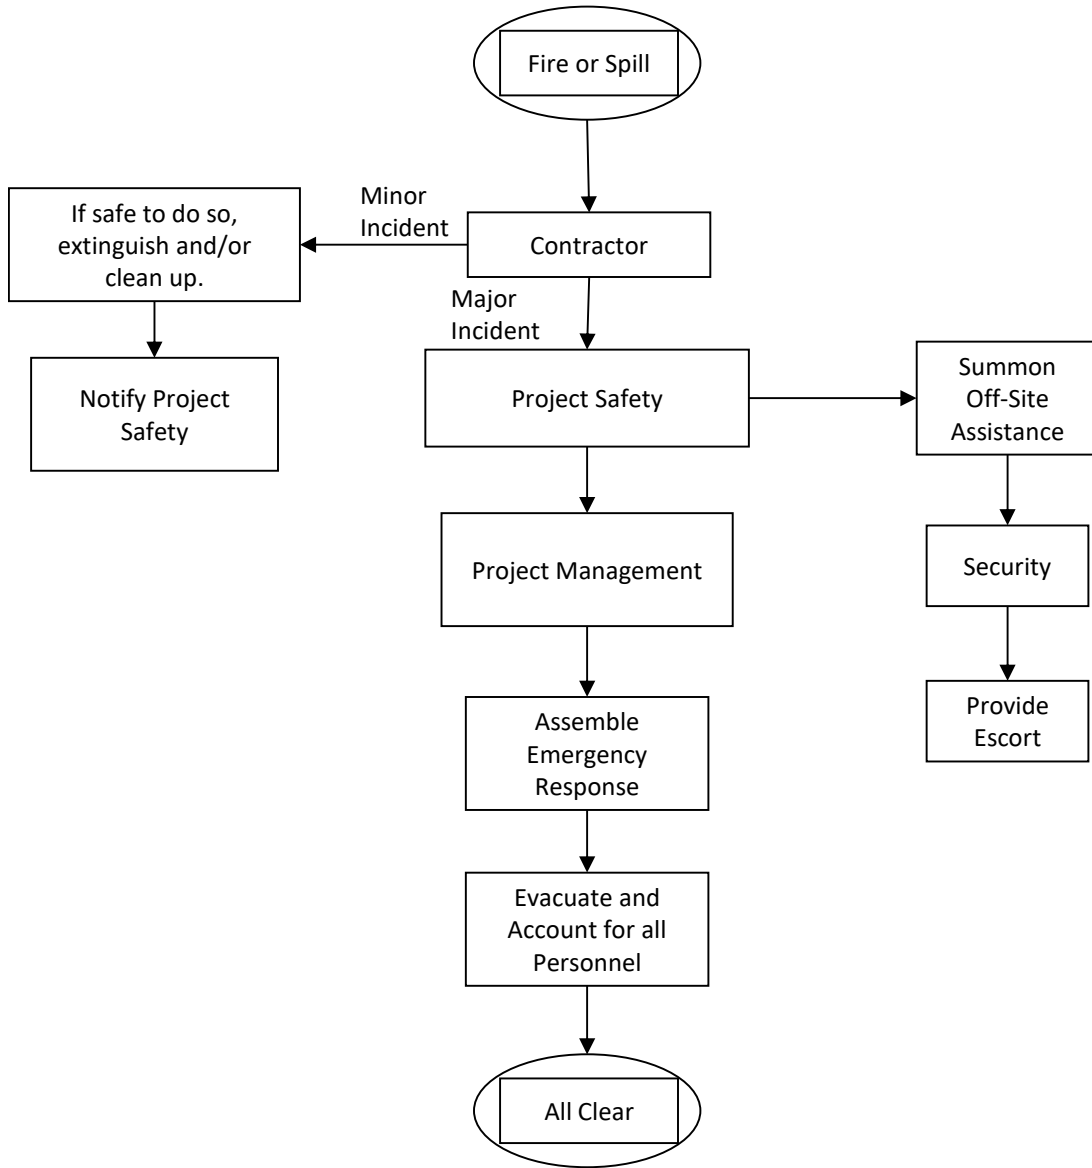 Fire or Spill
Minor
Incident
If safe to do so,
extinguish and/or
clean up.
Contractor
Major
Incident
Notify Project
Safety
Project Safety
Summon
Off-Site
Assistance
Project Management
Security
Assemble
Emergency
Response
Provide
Escort
Evacuate and
Account for all
Personnel
All Clear